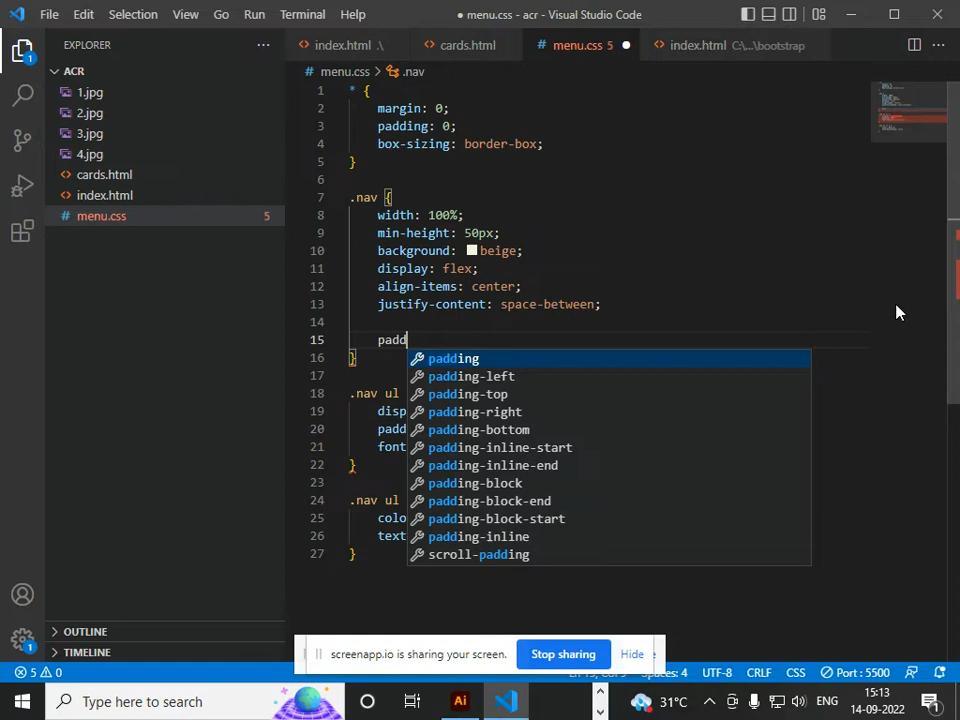 File Edit Selection View Go Run Terminal Help ● menu.css - acr - Visual Studio Code
EXPLORER ···
index.html .\ cards.html menu.css 5 index.html C:\...\bootstrap
ACR
1.jpg
2.jpg
3.jpg
4.jpg
cards.html
index.html
menu.css 5
menu.css > .nav
1 * {
2 margin: 0;
3 padding: 0;
4 box-sizing: border-box;
5 }
6
7 .nav {
8 width: 100%;
9 min-height: 50px;
10 background: beige;
11 display: flex;
12 align-items: center;
13 justify-content: space-between;
14
15 padd
16 }
17
18 .nav ul
19 disp
20 padd
21 font
22 }
23
24 .nav ul
25 colo
26 text
27 }
padding
padding-left
padding-top
padding-right
padding-bottom
padding-inline-start
padding-inline-end
padding-block
padding-block-end
padding-block-start
padding-inline
scroll-padding
OUTLINE
TIMELINE
screenapp.io is sharing your screen. Stop sharing Hide
5 0 Spaces: 4 UTF-8 CRLF CSS Port : 5500
Type here to search
31°C ENG
15:13
14-09-2022